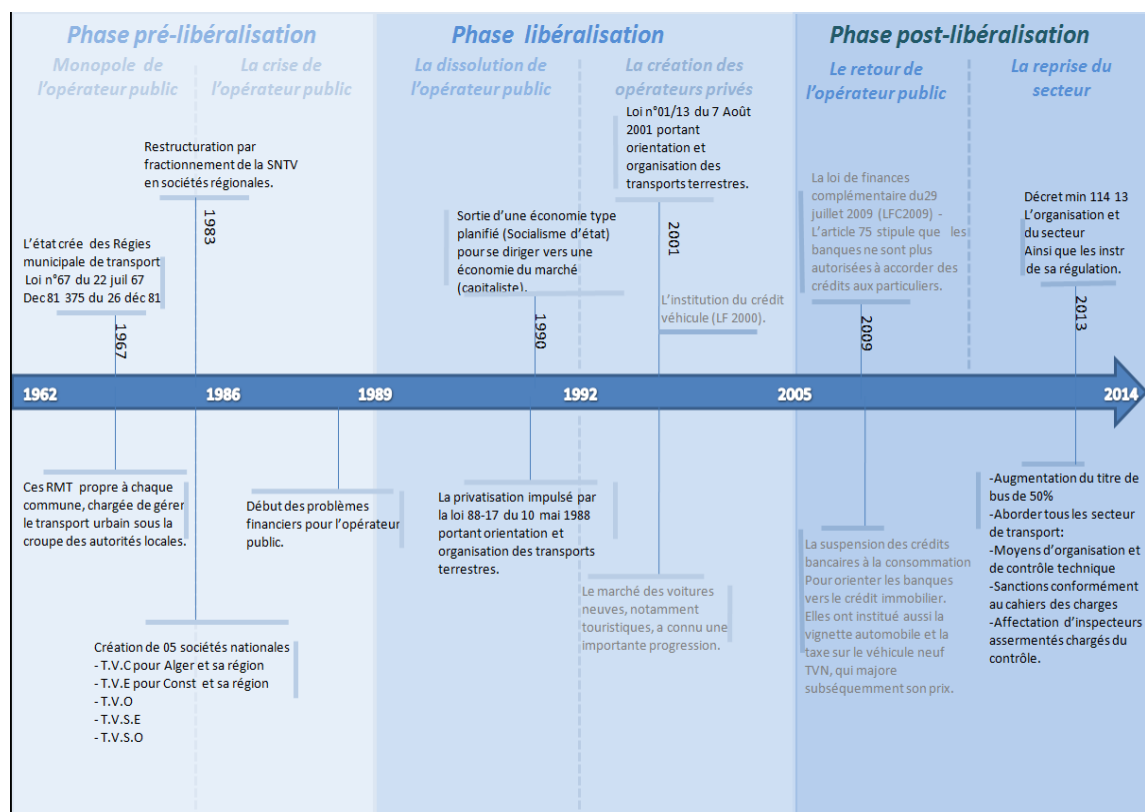 Phase pré-libéralisation
Phase libéralisation
Phase post-libéralisation
Monopole de
l'opérateur public
La crise de
l'opérateur public
La dissolution de
l'opérateur public
La création des
opérateurs privés
Le retour de
l'opérateur public
La reprise du
secteur
L'état crée des Régies
municipale de transport
Loi n°67 du 22 juil 67
Dec 81 375 du 26 déc 81
1967
Restructuration par
fractionnement de la SNTV
en sociétés régionales.
1983
Sortie d'une économie type
planifié (Socialisme d'état)
pour se diriger vers une
économie du marché
(capitaliste).
1990
Loi n°01/13 du 7 Août
2001 portant
orientation et
organisation des
transports terrestres.
2001
L'institution du crédit
véhicule (LF 2000).
La loi de finances
complémentaire du29
juillet 2009 (LFC2009) -
L'article 75 stipule que les
banques ne sont plus
autorisées à accorder des
crédits aux particuliers.
2009
Décret min 114 13
L'organisation et
du secteur
Ainsi que les instr
de sa régulation.
2013
1962
1986
1989
1992
2005
2014
Ces RMT propre à chaque
commune, chargée de gérer
le transport urbain sous la
croupe des autorités locales.
Création de 05 sociétés nationales
- T.V.C pour Alger et sa région
- T.V.E pour Const et sa région
- T.V.O
- T.V.S.E
- T.V.S.O
Début des problèmes
financiers pour l'opérateur
public.
La privatisation impulsé par
la loi 88-17 du 10 mai 1988
portant orientation et
organisation des transports
terrestres.
Le marché des voitures
neuves, notamment
touristiques, a connu une
importante progression.
La suspension des crédits
bancaires à la consommation
Pour orienter les banques
vers le crédit immobilier.
Elles ont institué aussi la
vignette automobile et la
taxe sur le véhicule neuf
TVN, qui majore
subséquemment son prix.
-Augmentation du titre de
bus de 50%
-Aborder tous les secteur
de transport:
-Moyens d'organisation et
de contrôle technique
-Sanctions conformément
au cahiers des charges
-Affectation d'inspecteurs
assermentés chargés du
contrôle.